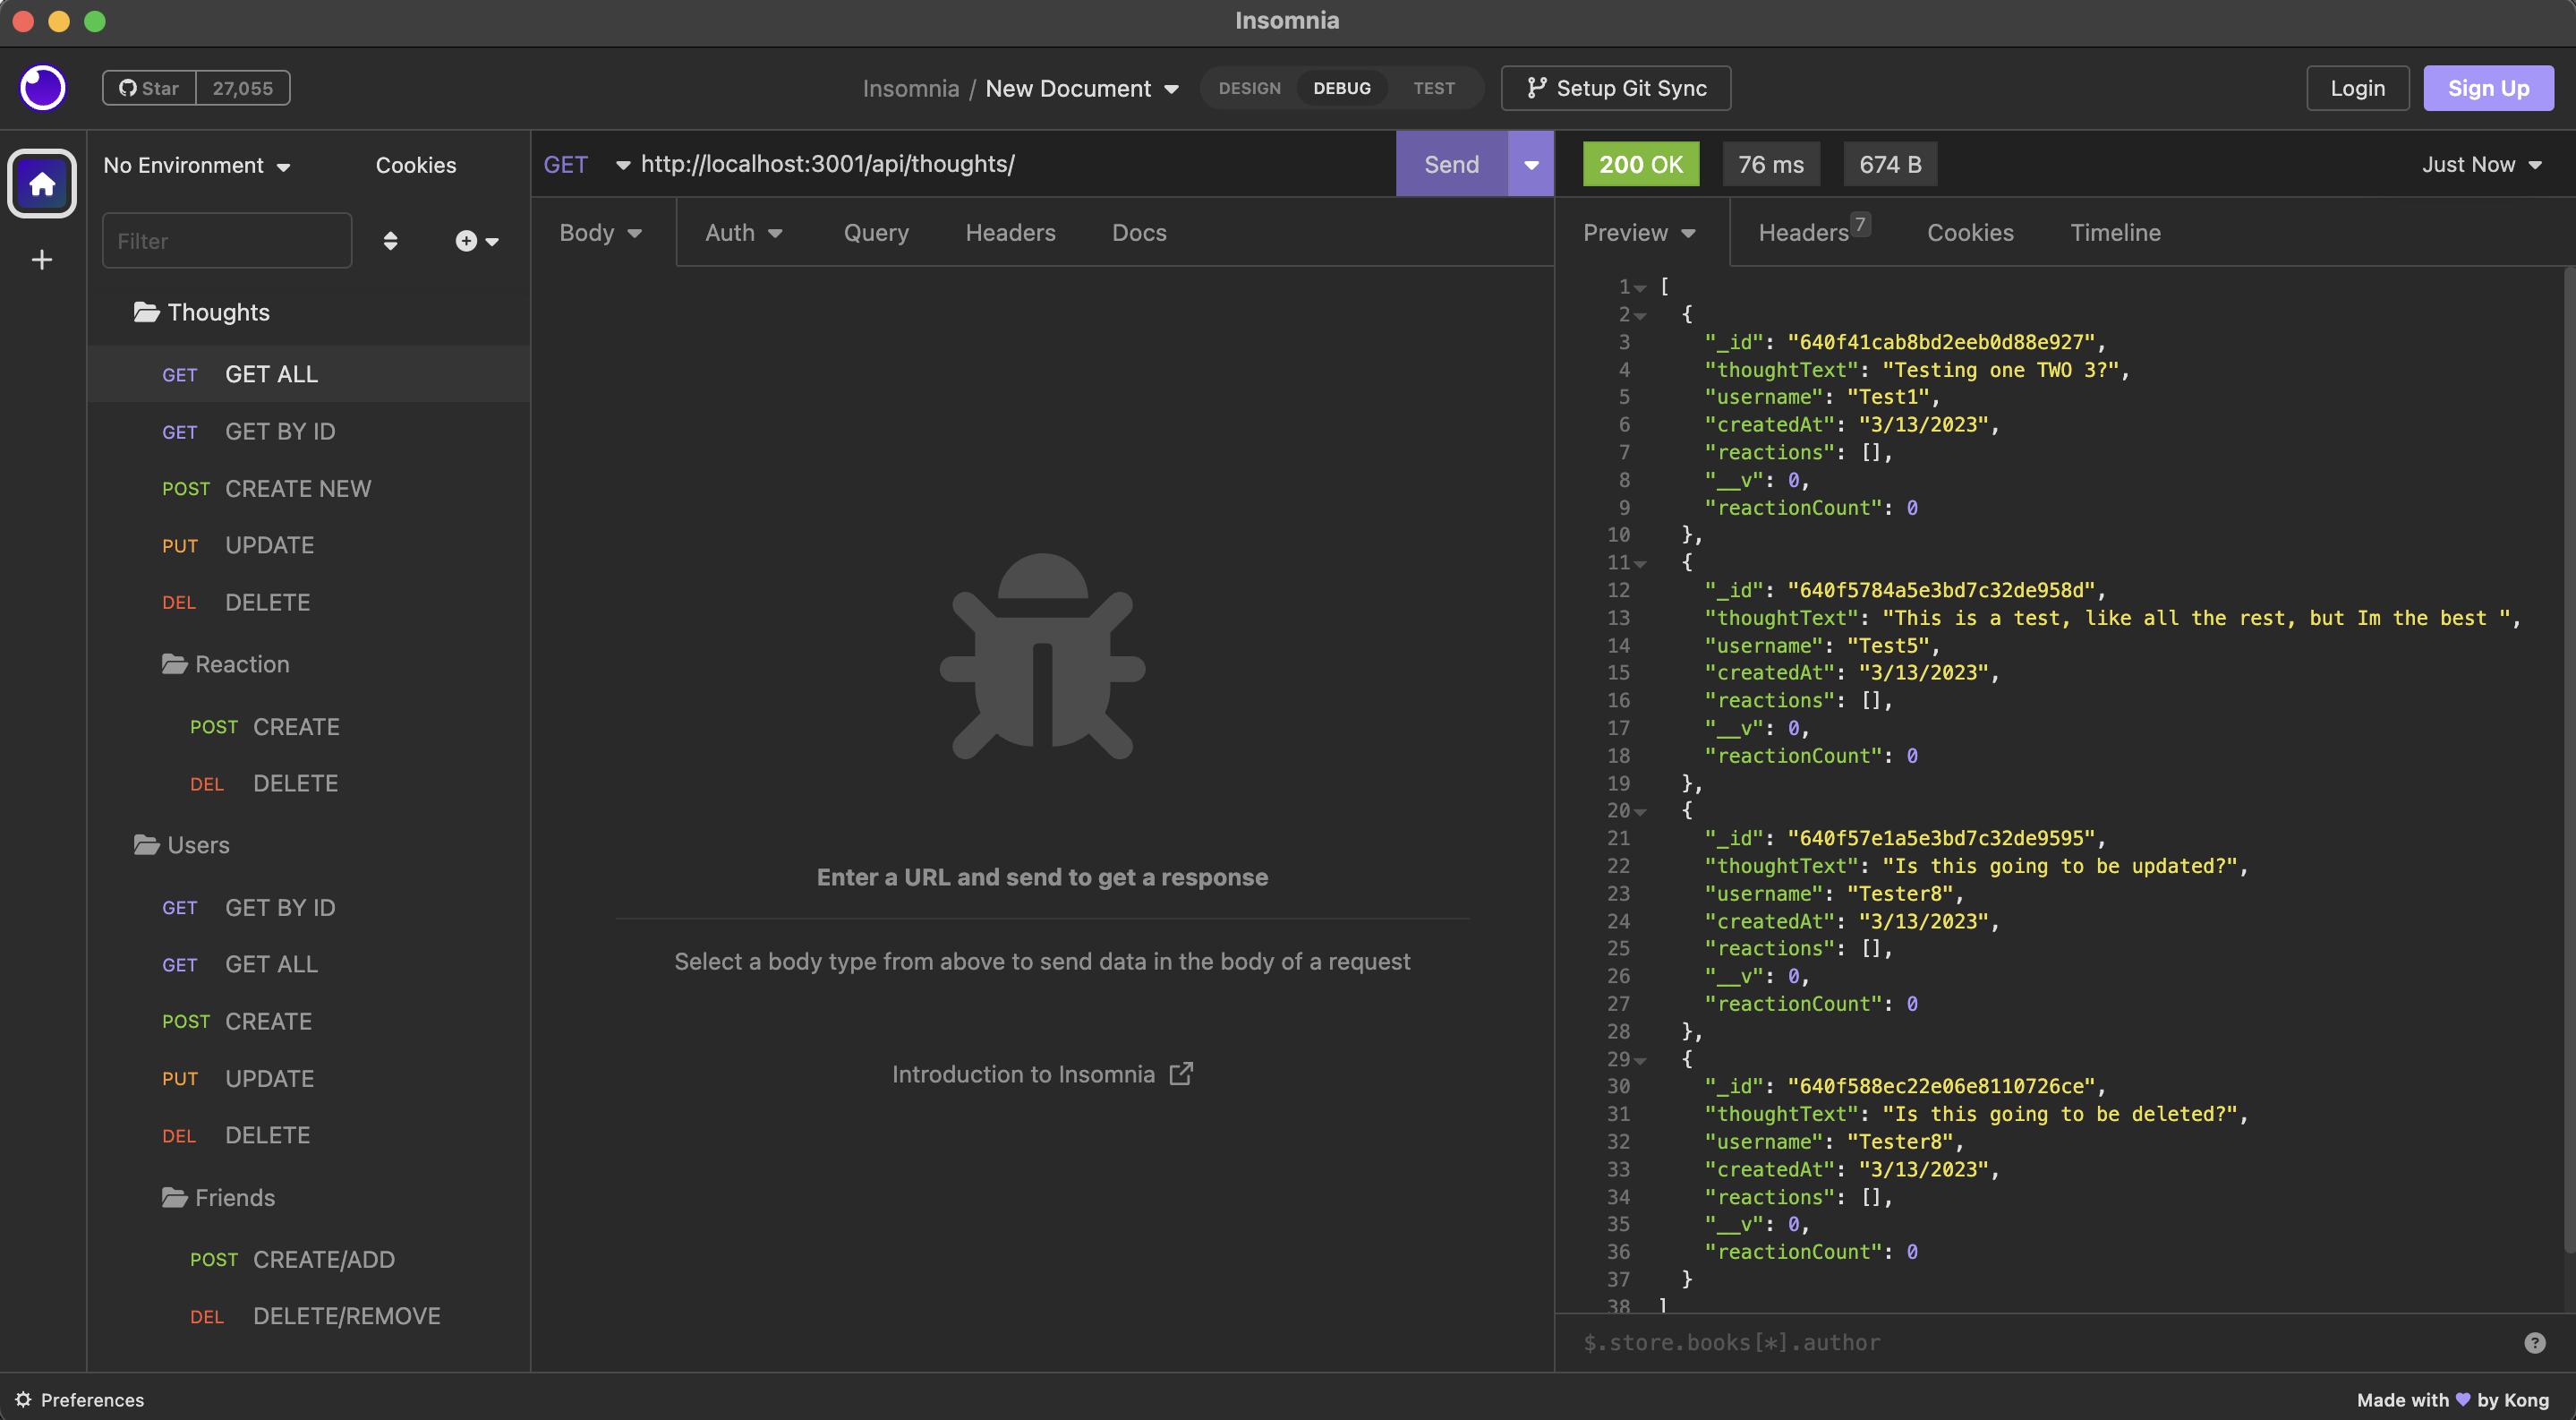 Insomnia
Star 27,055
Insomnia / New Document
DESIGN DEBUG TEST
Setup Git Sync
Login Sign Up
No Environment Cookies
Filter
Thoughts
GET GET ALL
GET GET BY ID
POST CREATE NEW
PUT UPDATE
DEL DELETE
Reaction
POST CREATE
DEL DELETE
Users
GET GET BY ID
GET GET ALL
POST CREATE
PUT UPDATE
DEL DELETE
Friends
POST CREATE/ADD
DEL DELETE/REMOVE
GET http://localhost:3001/api/thoughts/ Send
Body Auth Query Headers Docs
Enter a URL and send to get a response
Select a body type from above to send data in the body of a request
Introduction to Insomnia
200 OK 76 ms 674 B Just Now
Preview Headers 7 Cookies Timeline
1 [
2 {
3 "_id": "640f41cab8bd2eeb0d88e927",
4 "thoughtText": "Testing one TWO 3?",
5 "username": "Test1",
6 "createdAt": "3/13/2023",
7 "reactions": [],
8 "__v": 0,
9 "reactionCount": 0
10 },
11 {
12 "_id": "640f5784a5e3bd7c32de958d",
13 "thoughtText": "This is a test, like all the rest, but Im the best ",
14 "username": "Test5",
15 "createdAt": "3/13/2023",
16 "reactions": [],
17 "__v": 0,
18 "reactionCount": 0
19 },
20 {
21 "_id": "640f57e1a5e3bd7c32de9595",
22 "thoughtText": "Is this going to be updated?",
23 "username": "Tester8",
24 "createdAt": "3/13/2023",
25 "reactions": [],
26 "__v": 0,
27 "reactionCount": 0
28 },
29 {
30 "_id": "640f588ec22e06e8110726ce",
31 "thoughtText": "Is this going to be deleted?",
32 "username": "Tester8",
33 "createdAt": "3/13/2023",
34 "reactions": [],
35 "__v": 0,
36 "reactionCount": 0
37 }
38 ]
$.store.books[*].author
Preferences
Made with 💜 by Kong